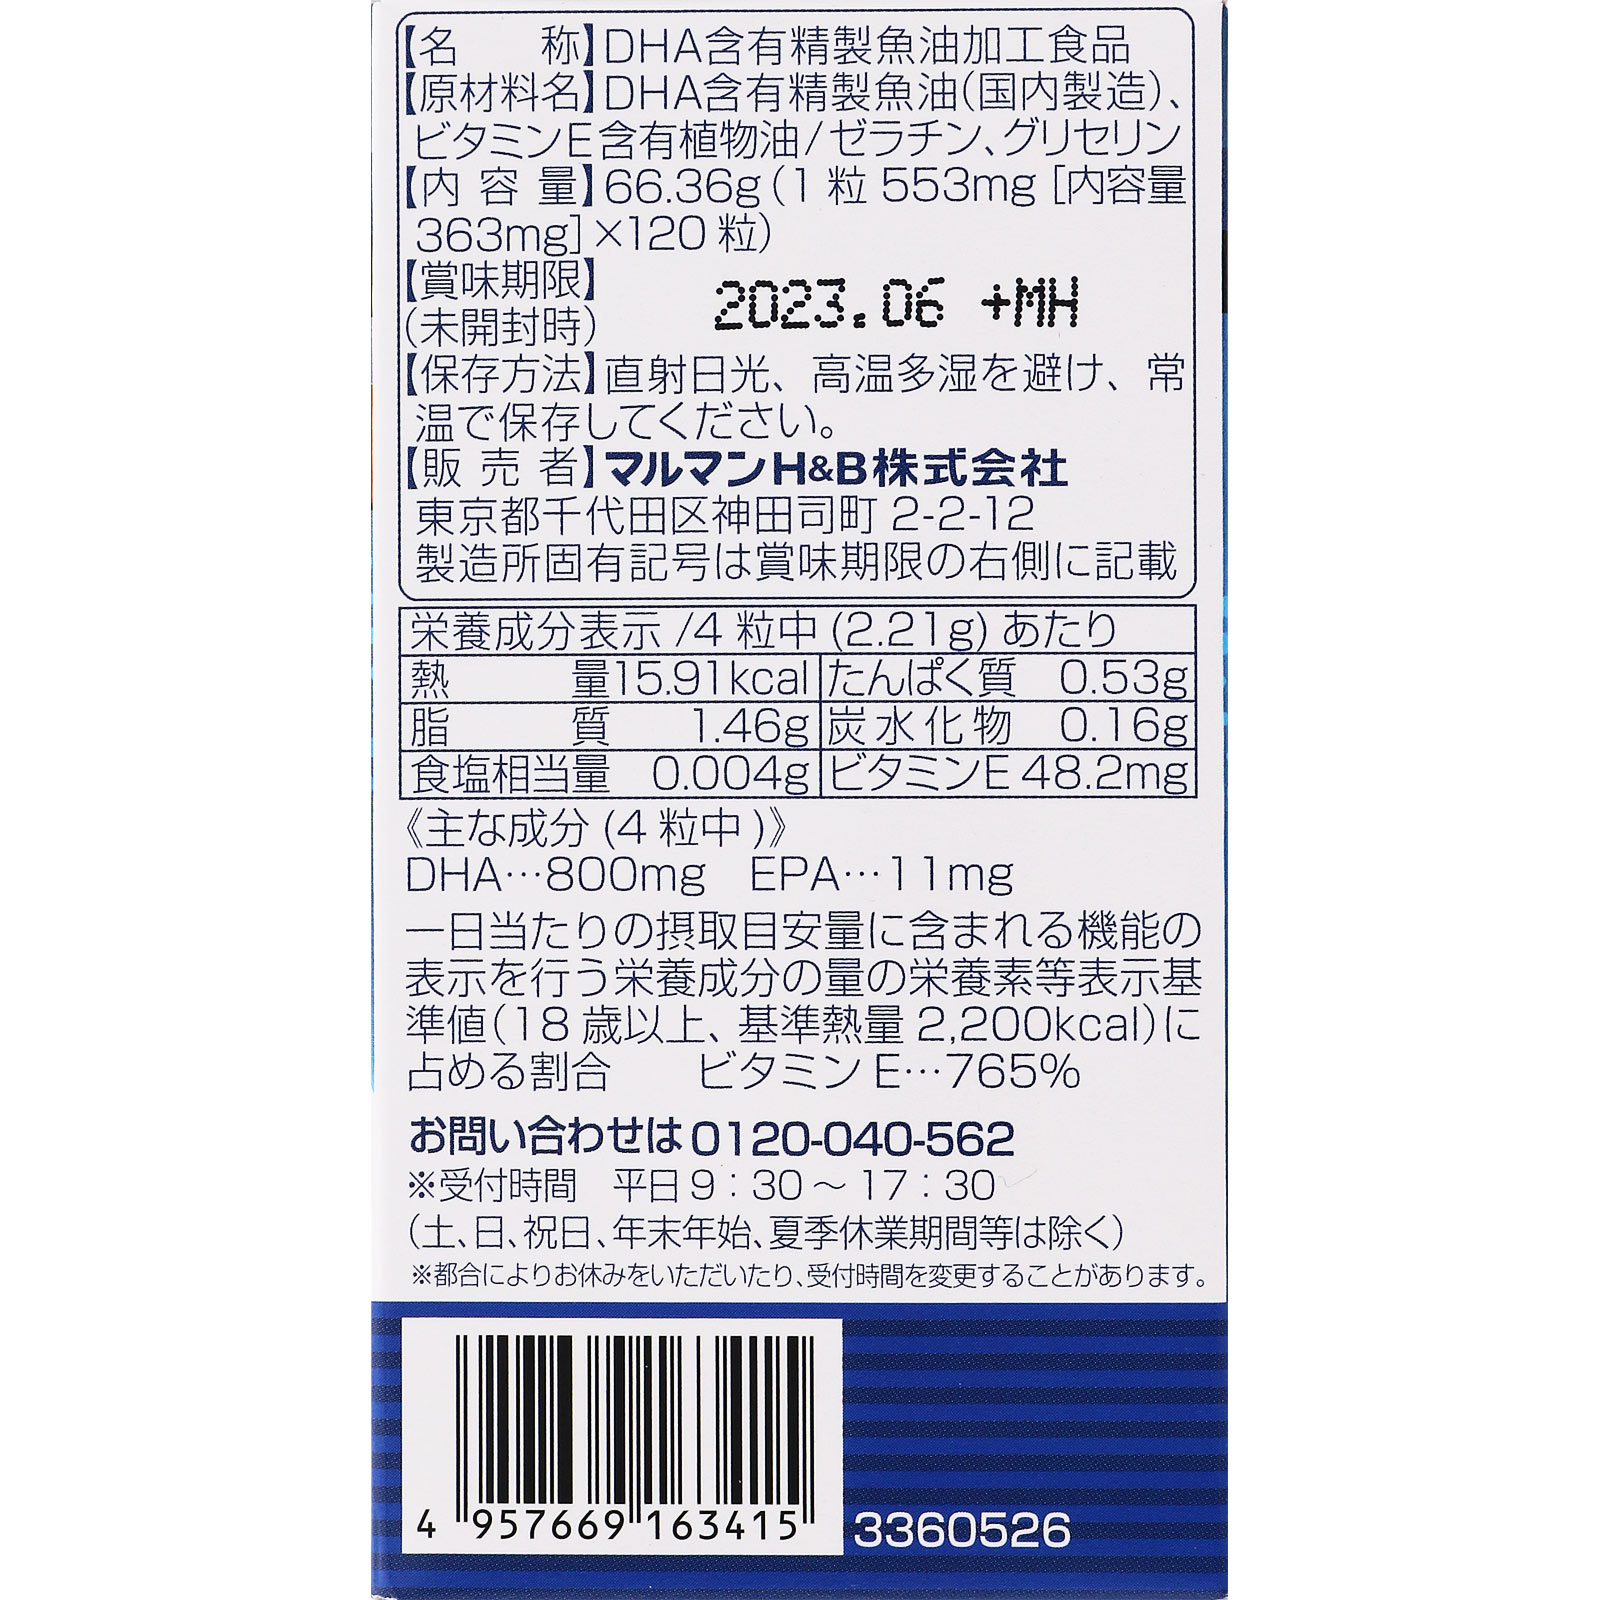 【名　　称】DHA含有精製魚油加工食品
【原材料名】DHA含有精製魚油(国内製造)、
ビタミンE含有植物油/ゼラチン、グリセリン
【内 容 量】66.36g(1粒 553mg [内容量
363mg]×120粒)
【賞味期限】
(未開封時)
2023.06 +MH
【保存方法】直射日光、高温多湿を避け、常
温で保存してください。
【販 売 者】マルマンH&B株式会社
東京都千代田区神田司町 2-2-12
製造所固有記号は賞味期限の右側に記載
栄養成分表示 /4 粒中 (2.21g) あたり
熱　　量 15.91kcal たんぱく質 0.53g
脂　　質 1.46g 炭水化物 0.16g
食塩相当量 0.004g ビタミンE 48.2mg
《主な成分 (4 粒中 )》
DHA…800mg EPA…11mg
一日当たりの摂取目安量に含まれる機能の
表示を行う栄養成分の量の栄養素等表示基
準値(18 歳以上、基準熱量 2,200kcal)に
占める割合 ビタミン E…765%
お問い合わせは 0120-040-562
※受付時間 平日 9：30～17：30
(土、日、祝日、年末年始、夏季休業期間等は除く)
※都合によりお休みをいただいたり、受付時間を変更することがあります。
4 957669 163415
3360526